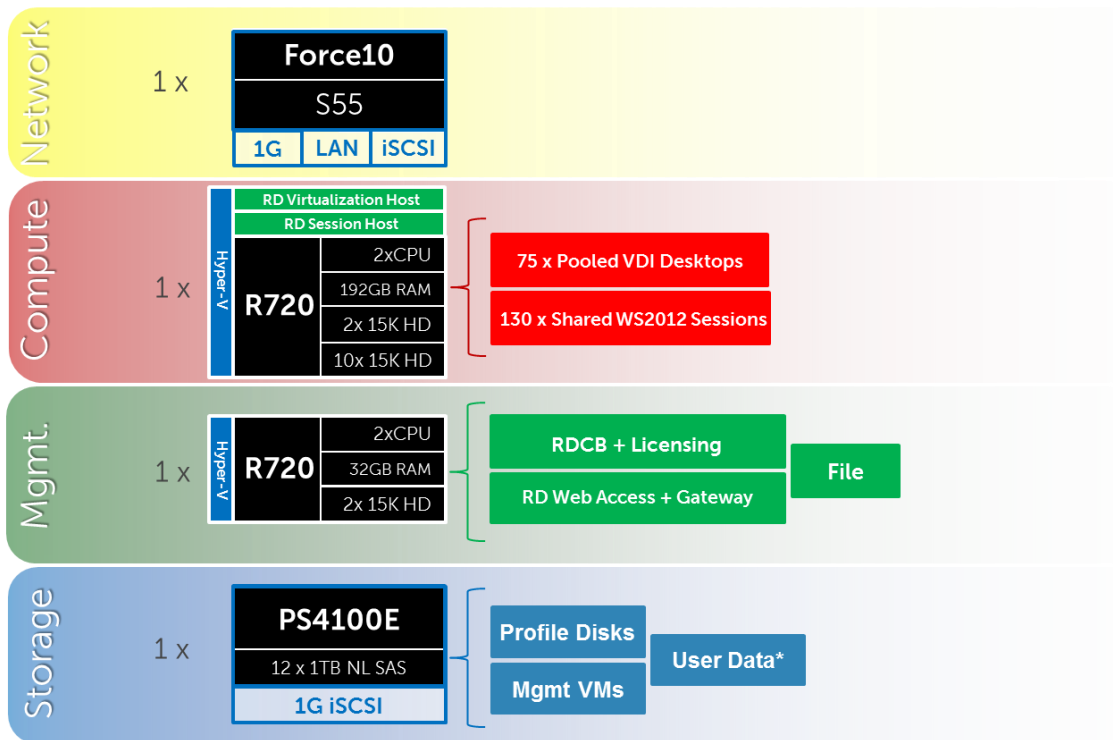 Network
1 x
Force10
S55
1G
LAN
iSCSI
Compute
1 x
Hyper-V
RD Virtualization Host
RD Session Host
R720
2xCPU
192GB RAM
2x 15K HD
10x 15K HD
75 x Pooled VDI Desktops
130 x Shared WS2012 Sessions
Mgmt.
1 x
Hyper-V
R720
2xCPU
32GB RAM
2x 15K HD
RDCB + Licensing
RD Web Access + Gateway
File
Storage
1 x
PS4100E
12 x 1TB NL SAS
1G iSCSI
Profile Disks
Mgmt VMs
User Data*